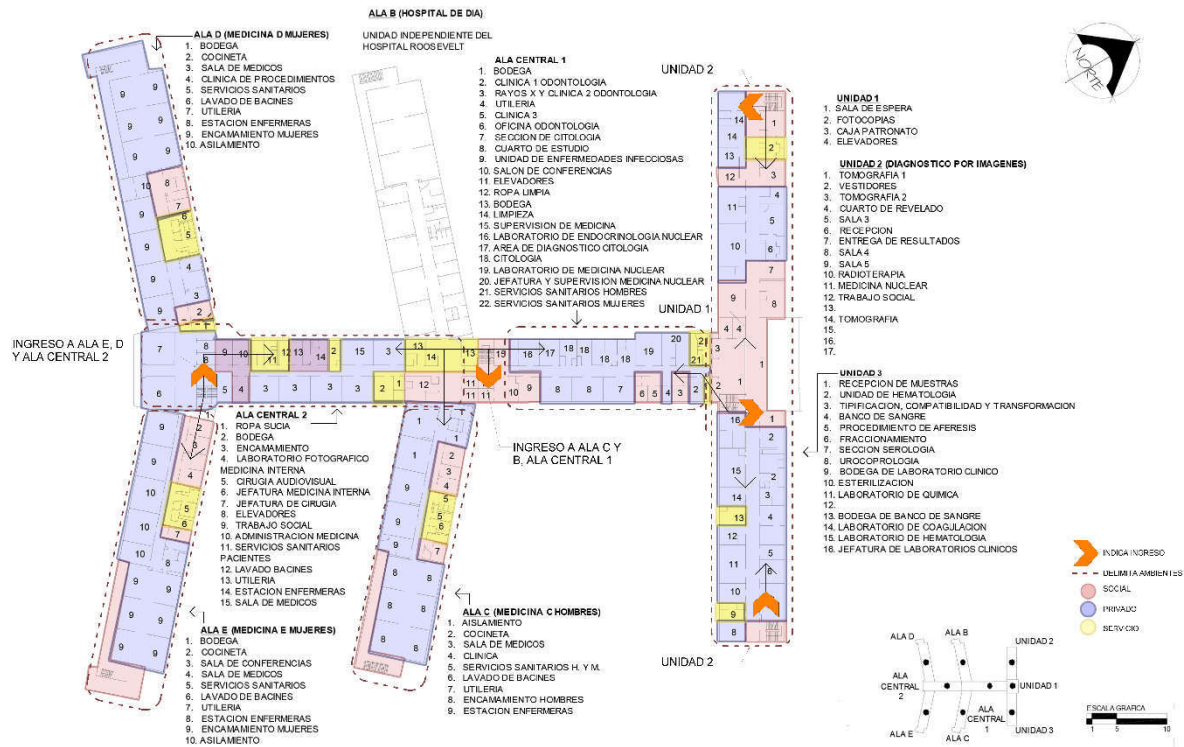 ALA B (HOSPITAL DE DIA)
UNIDAD INDEPENDIENTE DEL
HOSPITAL ROOSEVELT
ALA D (MEDICINA D MUJERES)
1. BODEGA
2. COCINETA
3. SALA DE MEDICOS
4. CLINICA DE PROCEDIMIENTOS
5. SERVICIOS SANITARIOS
6. LAVADO DE BACINES
7. UTILERIA
8. ESTACION ENFERMERAS
9. ENCAMAMIENTO MUJERES
10. ASILAMIENTO
ALA CENTRAL 1
1. BODEGA
2. CLINICA 1 ODONTOLOGIA
3. RAYOS X Y CLINICA 2 ODONTOLOGIA
4. UTILERIA
5. CLINICA 3
6. OFICINA ODONTOLOGIA
7. SECCION DE CITOLOGIA
8. CUARTO DE ESTUDIO
9. UNIDAD DE ENFERMEDADES INFECCIOSAS
10. SALON DE CONFERENCIAS
11. ELEVADORES
12. ROPA LIMPIA
13. BODEGA
14. LIMPIEZA
15. SUPERVISION DE MEDICINA
16. LABORATORIO DE ENDOCRINOLOGIA NUCLEAR
17. AREA DE DIAGNOSTICO CITOLOGIA
18. CITOLOGIA
19. LABORATORIO DE MEDICINA NUCLEAR
20. JEFATURA Y SUPERVISION MEDICINA NUCLEAR
21. SERVICIOS SANITARIOS HOMBRES
22. SERVICIOS SANITARIOS MUJERES
UNIDAD 2
UNIDAD 1
NORTE
UNIDAD 1
1. SALA DE ESPERA
2. FOTOCOPIAS
3. CAJA PATRONATO
4. ELEVADORES
UNIDAD 2 (DIAGNOSTICO POR IMAGENES)
1. TOMOGRAFIA 1
2. VESTIDORES
3. TOMOGRAFIA 2
4. CUARTO DE REVELADO
5. SALA 3
6. RECEPCION
7. ENTREGA DE RESULTADOS
8. SALA 4
9. SALA 5
10. RADIOTERAPIA
11. MEDICINA NUCLEAR
12. TRABAJO SOCIAL
13.
14. TOMOGRAFIA
15.
16.
17.
UNIDAD 3
1. RECEPCION DE MUESTRAS
2. UNIDAD DE HEMATOLOGIA
3. TIPIFICACION, COMPATIBILIDAD Y TRANSFORMACION
4. BANCO DE SANGRE
5. PROCEDIMIENTO DE AFERESIS
6. FRACCIONAMIENTO
7. SECCION SEROLOGIA
8. UROCOPROLOGIA
9. BODEGA DE LABORATORIO CLINICO
10. ESTERILIZACION
11. LABORATORIO DE QUIMICA
12.
13. BODEGA DE BANCO DE SANGRE
14. LABORATORIO DE COAGULACION
15. LABORATORIO DE HEMATOLOGIA
16. JEFATURA DE LABORATORIOS CLINICOS
INGRESO A ALA E, D
Y ALA CENTRAL 2
ALA CENTRAL 2
1. ROPA SUCIA
2. BODEGA
3. ENCAMAMIENTO
4. LABORATORIO FOTOGRAFICO
MEDICINA INTERNA
5. CIRUGIA AUDIOVISUAL
6. JEFATURA MEDICINA INTERNA
7. JEFATURA DE CIRUGIA
8. ELEVADORES
9. TRABAJO SOCIAL
10. ADMINISTRACION MEDICINA
11. SERVICIOS SANITARIOS
PACIENTES
12. LAVADO BACINES
13. UTILERIA
14. ESTACION ENFERMERAS
15. SALA DE MEDICOS
INGRESO A ALA C Y
B, ALA CENTRAL 1
ALA E (MEDICINA E MUJERES)
1. BODEGA
2. COCINETA
3. SALA DE CONFERENCIAS
4. SALA DE MEDICOS
5. SERVICIOS SANITARIOS
6. LAVADO DE BACINES
7. UTILERIA
8. ESTACION ENFERMERAS
9. ENCAMAMIENTO MUJERES
10. ASILAMIENTO
ALA C (MEDICINA C HOMBRES)
1. AISLAMIENTO
2. COCINETA
3. SALA DE MEDICOS
4. CLINICA
5. SERVICIOS SANITARIOS H. Y M.
6. LAVADO DE BACINES
7. UTILERIA
8. ENCAMAMIENTO HOMBRES
9. ESTACION ENFERMERAS
UNIDAD 2
INDICA INGRESO
DELIMITA AMBIENTES
SOCIAL
PRIVADO
SERVICIO
ALA D
ALA B
UNIDAD 2
ALA
CENTRAL
2
UNIDAD 1
ALA
CENTRAL
1
ALA E
ALA C
UNIDAD 3
ESCALA GRAFICA
1 5 10